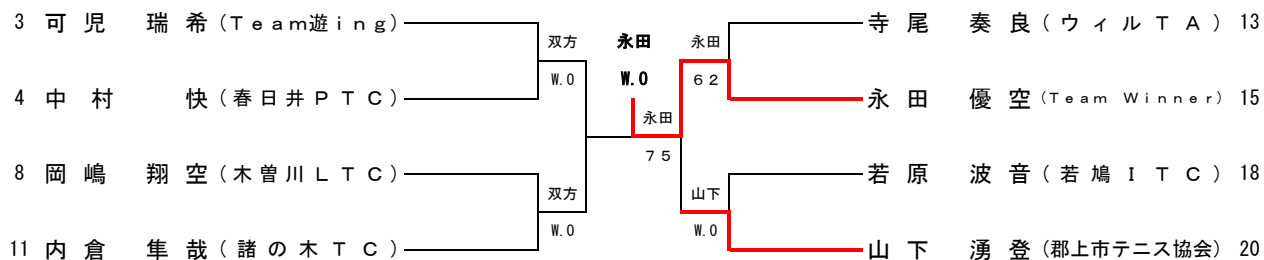 3 可児 瑞希(Team遊ing)
4 中村 快(春日井PTC)
8 岡嶋 翔空(木曽川LTC)
11 内倉 隼哉(諸の木TC)
双方
W.0
双方
W.0
永田
W.0
永田
75
永田
62
山下
W.0
寺尾 奏良(ウィルTA) 13
永田 優空(Team Winner) 15
若原 波音(若鳩ITC) 18
山下 湧登(郡上市テニス協会) 20